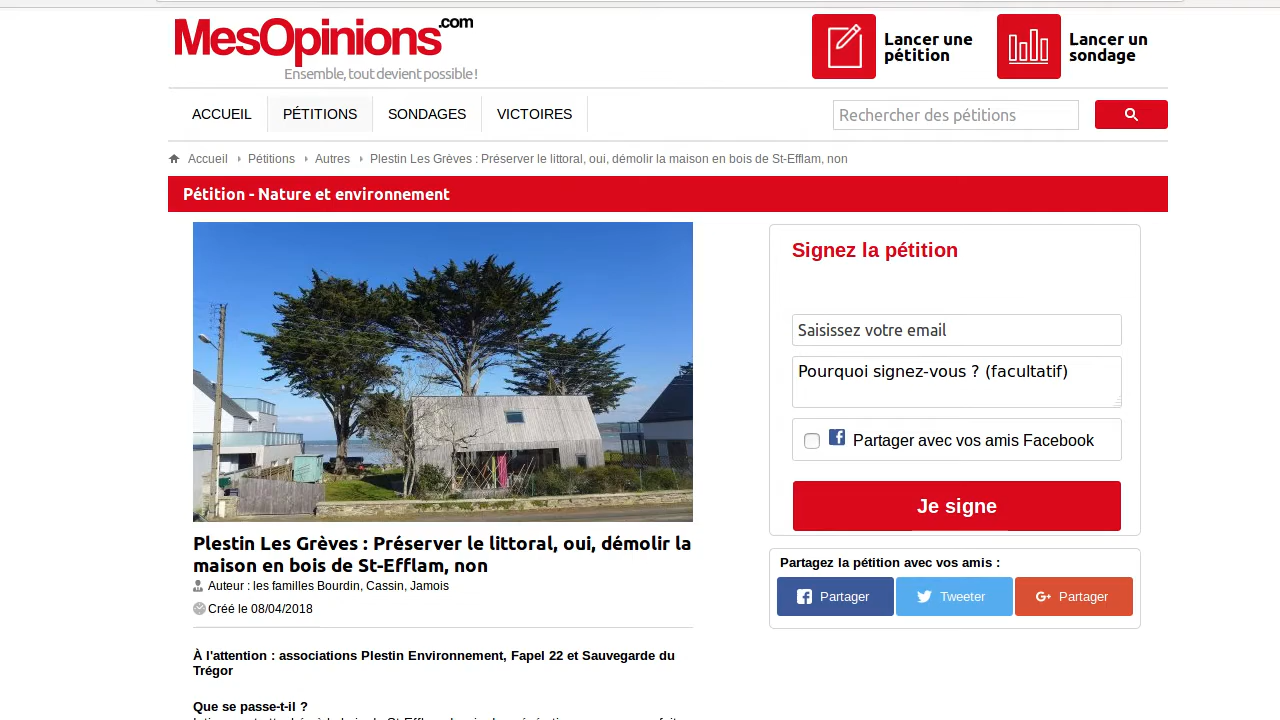 MesOpinions.com
Ensemble, tout devient possible !
Lancer une
pétition
Lancer un
sondage
ACCUEIL
PÉTITIONS
SONDAGES
VICTOIRES
Rechercher des pétitions
Accueil
Pétitions
Autres
Plestin Les Grèves : Préserver le littoral, oui, démolir la maison en bois de St-Efflam, non
Pétition - Nature et environnement
Plestin Les Grèves : Préserver le littoral, oui, démolir la
maison en bois de St-Efflam, non
Auteur : les familles Bourdin, Cassin, Jamois
Créé le 08/04/2018
À l'attention : associations Plestin Environnement, Fapel 22 et Sauvegarde du
Trégor
Que se passe-t-il ?
Signez la pétition
Saisissez votre email
Pourquoi signez-vous ? (facultatif)
Partager avec vos amis Facebook
Je signe
Partagez la pétition avec vos amis :
Partager
Tweeter
Partager